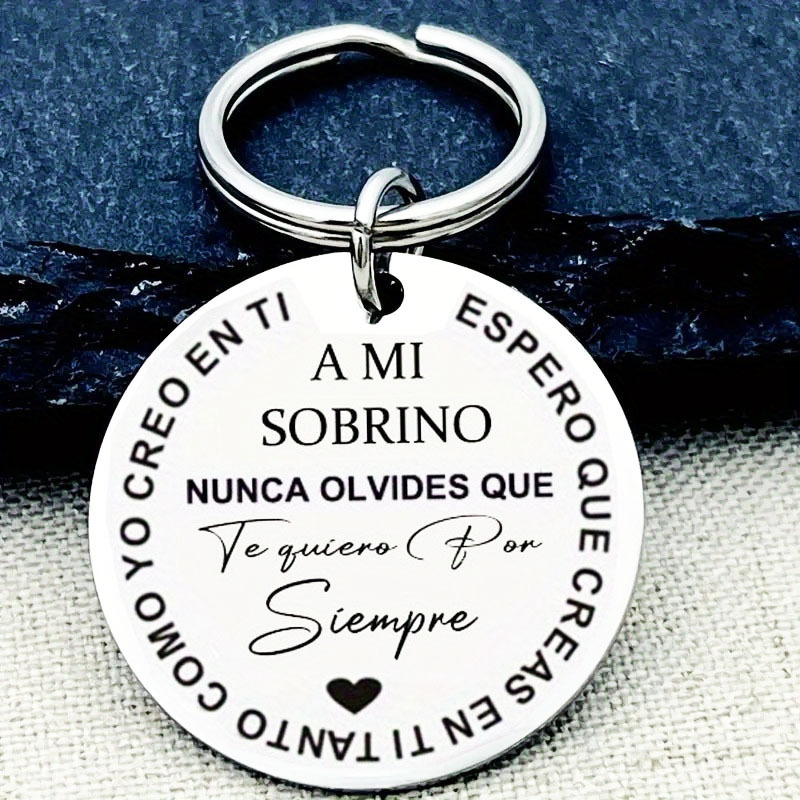 A MI
SOBRINO
NUNCA OLVIDES QUE
Te quiero Por
Siempre
ESPERO QUE CREAS EN TI TANTO COMO YO CREO EN TI